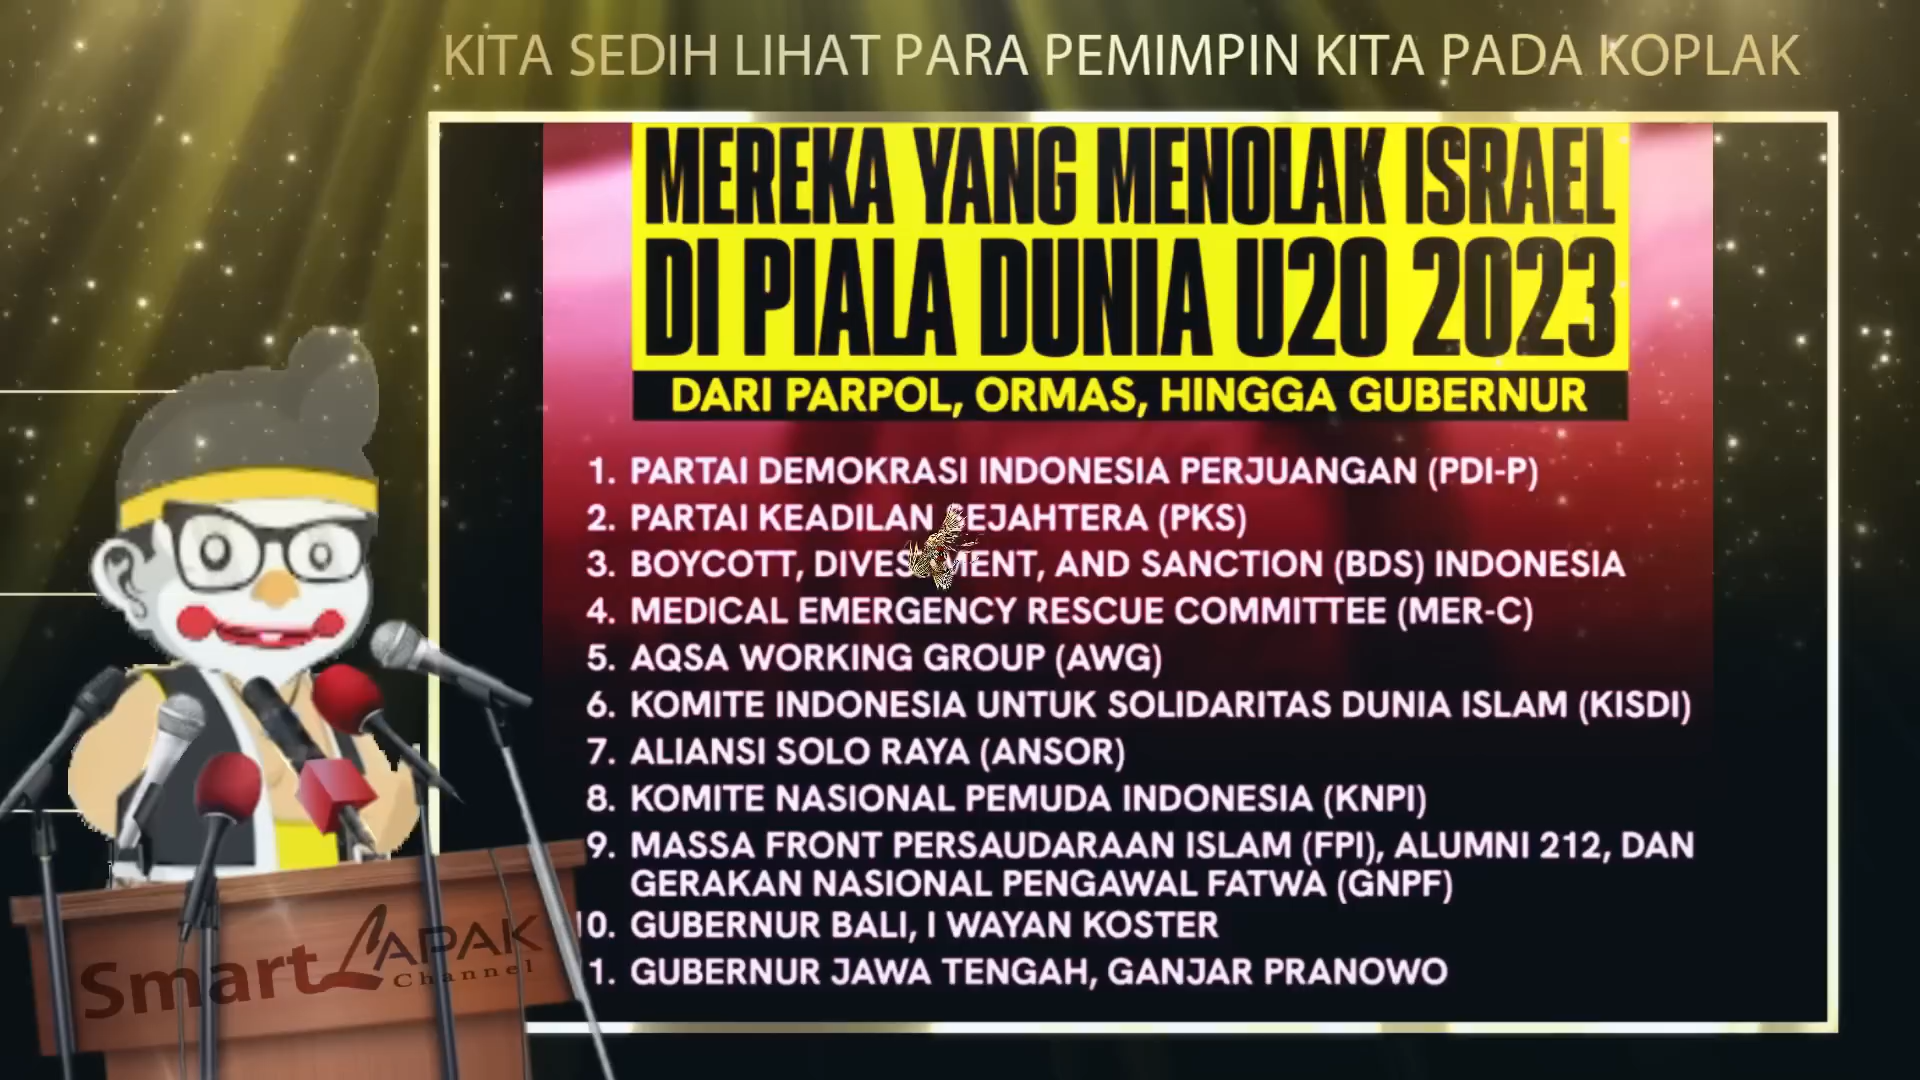 KITA SEDIH LIHAT PARA PEMIMPIN KITA PADA KOPLAK
MEREKA YANG MENOLAK ISRAEL
DI PIALA DUNIA U20 2023
DARI PARPOL, ORMAS, HINGGA GUBERNUR
1. PARTAI DEMOKRASI INDONESIA PERJUANGAN (PDI-P)
2. PARTAI KEADILAN SEJAHTERA (PKS)
3. BOYCOTT, DIVESTMENT, AND SANCTION (BDS) INDONESIA
4. MEDICAL EMERGENCY RESCUE COMMITTEE (MER-C)
5. AQSA WORKING GROUP (AWG)
6. KOMITE INDONESIA UNTUK SOLIDARITAS DUNIA ISLAM (KISDI)
7. ALIANSI SOLO RAYA (ANSOR)
8. KOMITE NASIONAL PEMUDA INDONESIA (KNPI)
9. MASSA FRONT PERSAUDARAAN ISLAM (FPI), ALUMNI 212, DAN
GERAKAN NASIONAL PENGAWAL FATWA (GNPF)
10. GUBERNUR BALI, I WAYAN KOSTER
1. GUBERNUR JAWA TENGAH, GANJAR PRANOWO
Smart LAPAK
Channel